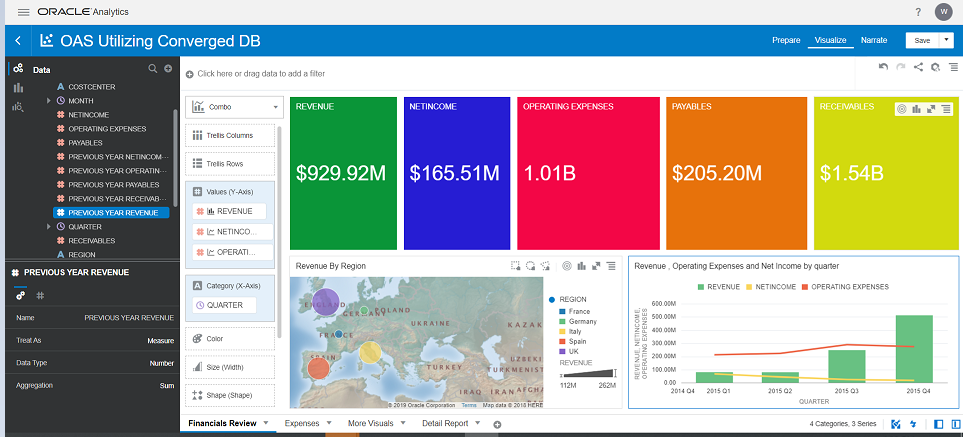 ORACLE Analytics
?
W
OAS Utilizing Converged DB
Prepare
Visualize
Narrate
Save
Data
A COSTCENTER
MONTH
NETINCOME
OPERATING EXPENSES
PAYABLES
PREVIOUS YEAR NETINCOM···
PREVIOUS YEAR OPERATIN···
PREVIOUS YEAR PAYABLES
PREVIOUS YEAR RECEIVAB···
PREVIOUS YEAR REVENUE
QUARTER
RECEIVABLES
A REGION
PREVIOUS YEAR REVENUE
Name PREVIOUS YEAR REVENUE
Treat As Measure
Data Type Number
Aggregation Sum
Click here or drag data to add a filter
Combo
Trellis Columns
Trellis Rows
Values (Y-Axis)
REVENUE
NETINCO...
OPERATI...
A Category (X-Axis)
QUARTER
Color
Size (Width)
Shape (Shape)
REVENUE
$929.92M
NETINCOME
$165.51M
OPERATING EXPENSES
1.01B
PAYABLES
$205.20M
RECEIVABLES
$1.54B
Revenue By Region
ENGLAND
GERMANY
POLAND
UKRAINE
FRANCE
KAZAK
SPAIN
TURKEY
UZBEKI
TURKMENIST
IRAN
AFGHA
© 2019 Oracle Corporation Terms Map data © 2018 HERE
REGION
France
Germany
Italy
Spain
UK
REVENUE
112M 262M
Revenue , Operating Expenses and Net Income by quarter
REVENUE NETINCOME OPERATING EXPENSES
REVENUE, NETINCOME,
OPERATING EXPENSES
600.00M
500.00M
400.00M
300.00M
200.00M
100.00M
0.00
2014 Q4 2015 Q1 2015 Q2 2015 Q3 2015 Q4
QUARTER
Financials Review
Expenses
More Visuals
Detail Report
4 Categories, 3 Series